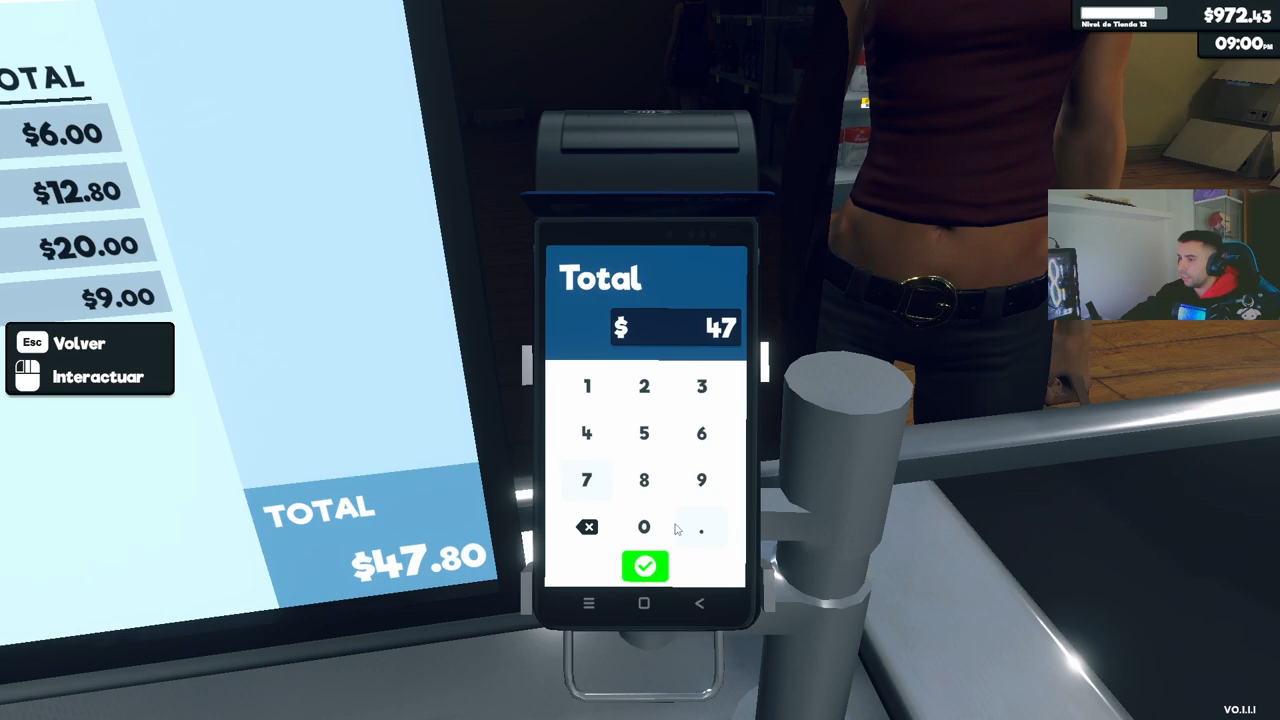 OTAL
$6.00
$12.80
$20.00
$9.00
Esc Volver
Interactuar
TOTAL
$47.80
Total
$ 47
1 2 3
4 5 6
7 8 9
0 .
$972.43
Nivel de Tienda 12
09:00PM
V0.1.1.1